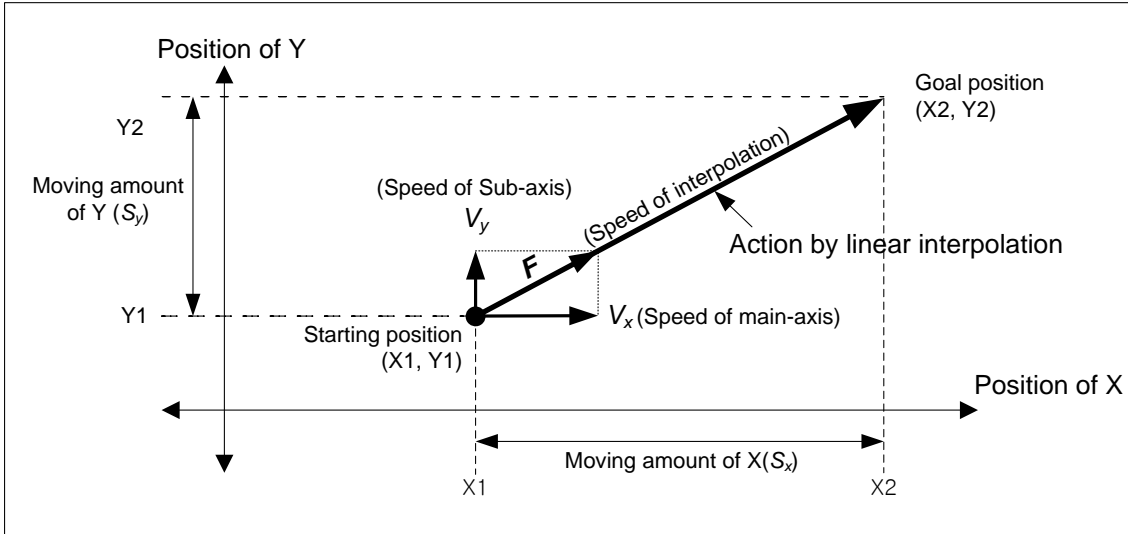 Position of Y
Goal position
(X2, Y2)
Y2
Moving amount
of Y (Sy)
(Speed of Sub-axis)
Vy
(Speed of interpolation)
Action by linear interpolation
F
Y1
Vx (Speed of main-axis)
Starting position
(X1, Y1)
Position of X
Moving amount of X(Sx)
X1
X2